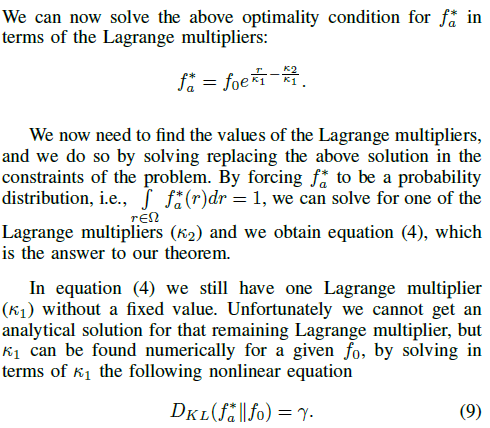 We can now solve the above optimality condition for $f_a^*$ in
terms of the Lagrange multipliers:
$f_a^* = f_0 e^{\frac{r}{\kappa_1} - \frac{\kappa_2}{\kappa_1}}.$
We now need to find the values of the Lagrange multipliers,
and we do so by solving replacing the above solution in the
constraints of the problem. By forcing $f_a^*$ to be a probability
distribution, i.e., $\int_{r \in \Omega} f_a^*(r)dr = 1$, we can solve for one of the
Lagrange multipliers ($\kappa_2$) and we obtain equation (4), which
is the answer to our theorem.
In equation (4) we still have one Lagrange multiplier
($\kappa_1$) without a fixed value. Unfortunately we cannot get an
analytical solution for that remaining Lagrange multiplier, but
$\kappa_1$ can be found numerically for a given $f_0$, by solving in
terms of $\kappa_1$ the following nonlinear equation
$D_{KL}(f_a^* \| f_0) = \gamma.$ (9)